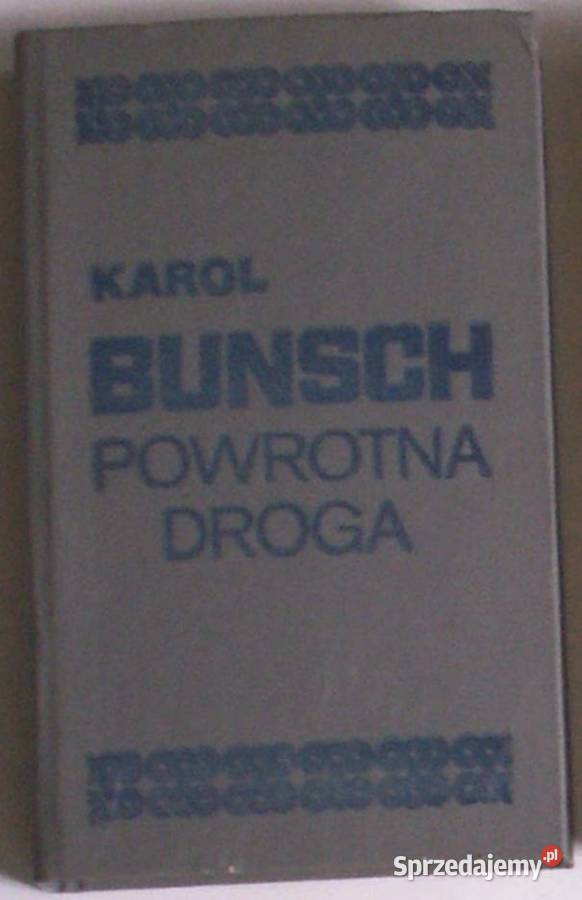 KAROL
BUNSCH
POWROTNA
DROGA
Sprzedajemy.pl